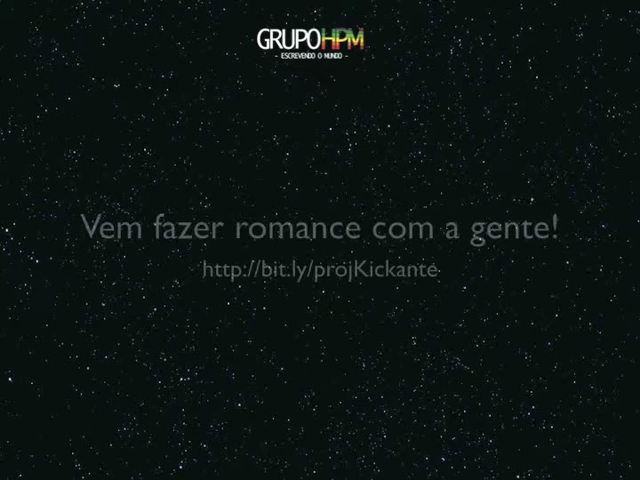 GRUPOHPM
- ESCREVENDO O MUNDO -
Vem fazer romance com a gente!
http://bit.ly/projKickante